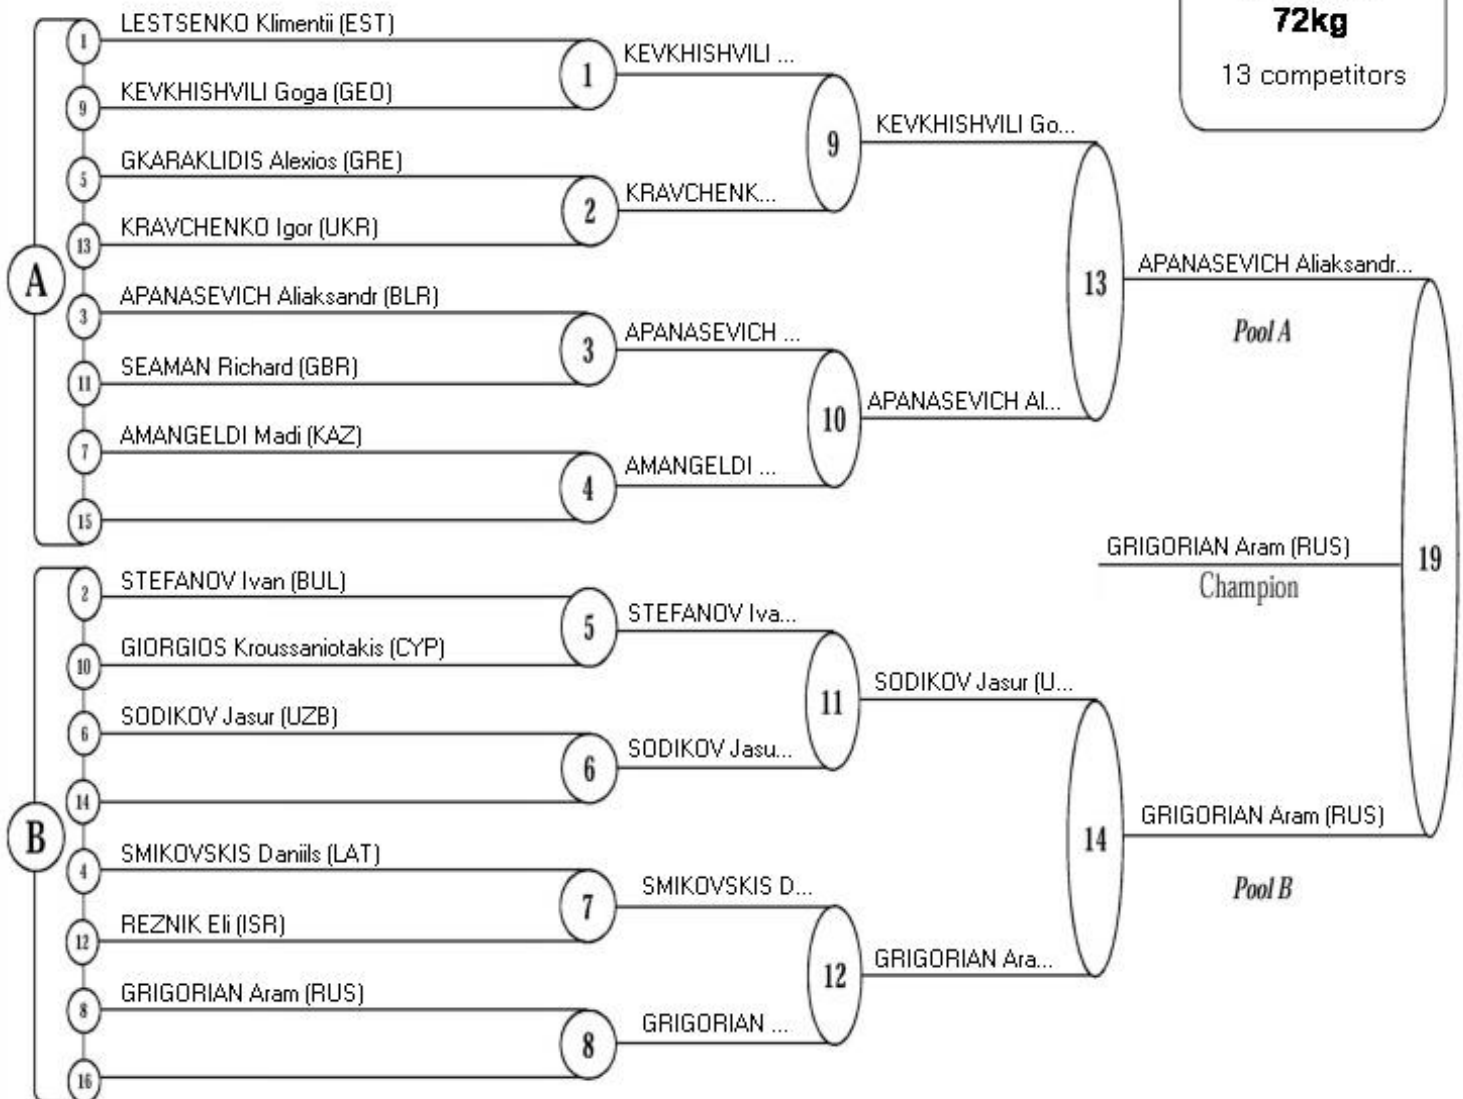 72kg
13 competitors
A
1
LESTSENKO Klimentii (EST)
9
KEVKHISHVILI Goga (GEO)
5
GKARAKLIDIS Alexios (GRE)
13
KRAVCHENKO Igor (UKR)
3
APANASEVICH Aliaksandr (BLR)
11
SEAMAN Richard (GBR)
7
AMANGELDI Madi (KAZ)
15
1
KEVKHISHVILI ...
2
KRAVCHENK...
3
APANASEVICH ...
4
AMANGELDI ...
9
KEVKHISHVILI Go...
10
APANASEVICH Al...
13
APANASEVICH Aliaksandr...
Pool A
B
2
STEFANOV Ivan (BUL)
10
GIORGIOS Kroussaniotakis (CYP)
6
SODIKOV Jasur (UZB)
14
4
SMIKOVSKIS Daniils (LAT)
12
REZNIK Eli (ISR)
8
GRIGORIAN Aram (RUS)
16
5
STEFANOV Iva...
6
SODIKOV Jasu...
7
SMIKOVSKIS D...
8
GRIGORIAN ...
11
SODIKOV Jasur (U...
12
GRIGORIAN Ara...
14
GRIGORIAN Aram (RUS)
Pool B
19
GRIGORIAN Aram (RUS)
Champion